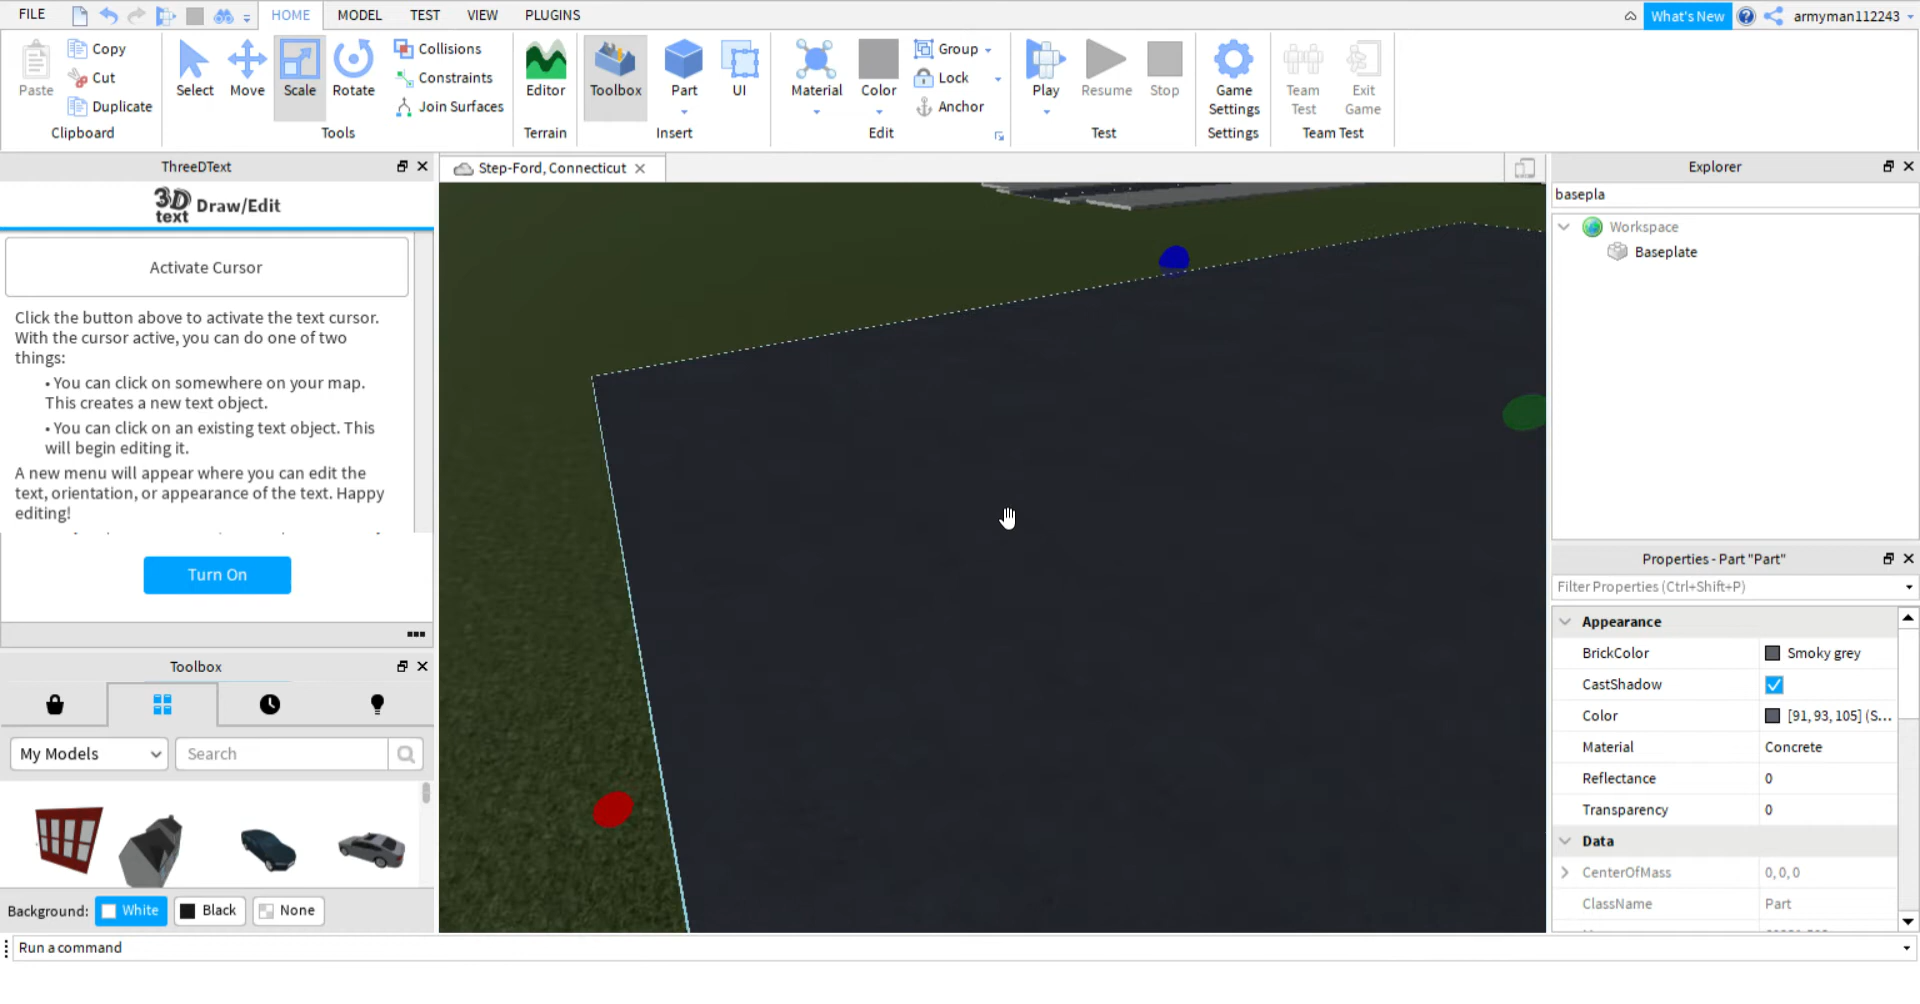 FILE
HOME
MODEL
TEST
VIEW
PLUGINS
What's New
armyman112243
Paste
Copy
Cut
Duplicate
Clipboard
Select
Move
Scale
Rotate
Collisions
Constraints
Join Surfaces
Tools
Editor
Terrain
Toolbox
Part
UI
Insert
Material
Color
Group
Lock
Anchor
Edit
Play
Resume
Stop
Test
Game
Settings
Settings
Team
Test
Exit
Game
Team Test
ThreeDText
3D
text Draw/Edit
Activate Cursor
Click the button above to activate the text cursor.
With the cursor active, you can do one of two
things:
• You can click on somewhere on your map.
This creates a new text object.
• You can click on an existing text object. This
will begin editing it.
A new menu will appear where you can edit the
text, orientation, or appearance of the text. Happy
editing!
Turn On
Toolbox
My Models
Search
Background: White Black None
Run a command
Step-Ford, Connecticut
Explorer
basepla
Workspace
Baseplate
Properties - Part "Part"
Filter Properties (Ctrl+Shift+P)
Appearance
BrickColor Smoky grey
CastShadow
Color [91, 93, 105] (S...
Material Concrete
Reflectance 0
Transparency 0
Data
CenterOfMass 0, 0, 0
ClassName Part